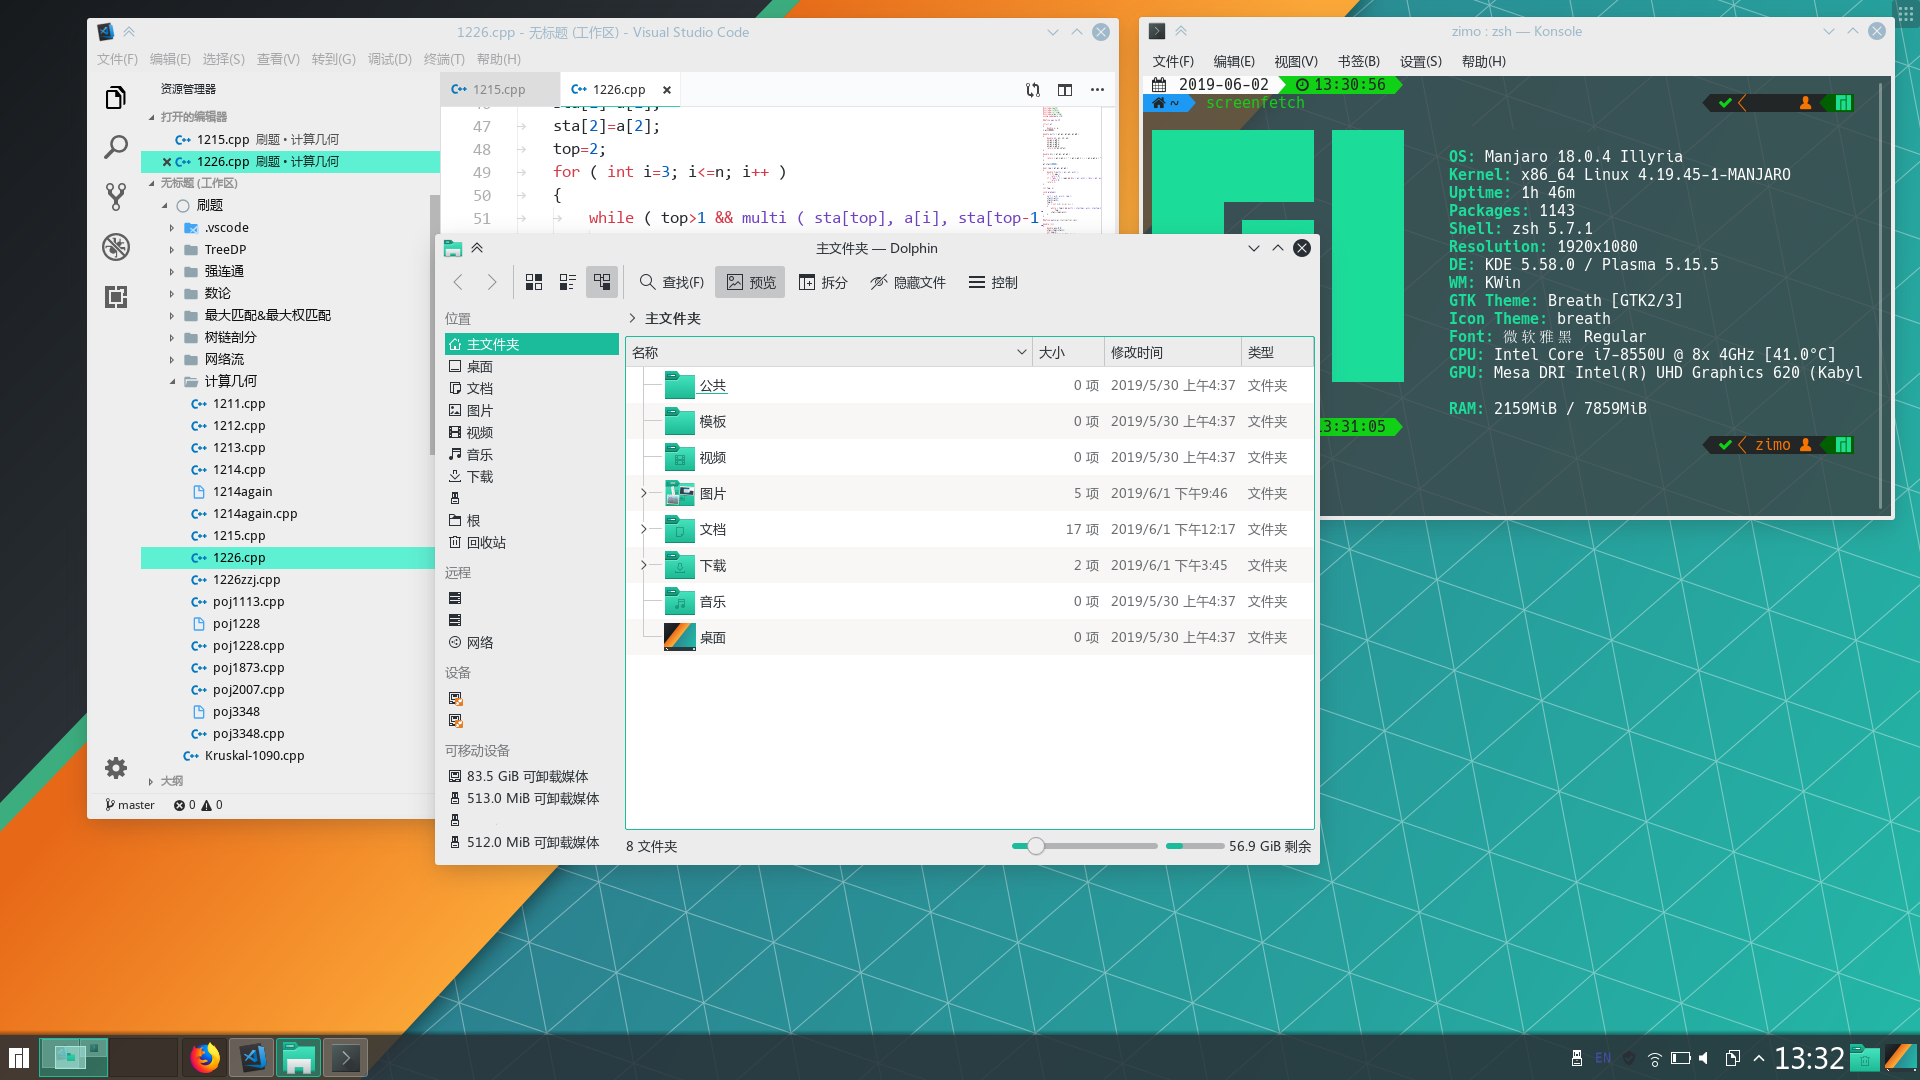 1226.cpp - 无标题 (工作区) - Visual Studio Code
文件(F) 编辑(E) 选择(S) 查看(V) 转到(G) 调试(D) 终端(T) 帮助(H)
资源管理器
打开的编辑器
1215.cpp 刷题 • 计算几何
1226.cpp 刷题 • 计算几何
无标题 (工作区)
刷题
.vscode
TreeDP
强连通
数论
最大匹配&最大权匹配
树链剖分
网络流
计算几何
1211.cpp
1212.cpp
1213.cpp
1214.cpp
1214again
1214again.cpp
1215.cpp
1226.cpp
1226zzj.cpp
poj1113.cpp
poj1228
poj1228.cpp
poj1873.cpp
poj2007.cpp
poj3348
poj3348.cpp
Kruskal-1090.cpp
大纲
master 0 0
1215.cpp 1226.cpp
47 sta[2]=a[2];
48 top=2;
49 for ( int i=3; i<=n; i++ )
50 {
51 while ( top>1 && multi ( sta[top], a[i], sta[top-1
主文件夹 — Dolphin
查找(F) 预览 拆分 隐藏文件 控制
位置
主文件夹
桌面
文档
图片
视频
音乐
下载
根
回收站
远程
网络
设备
可移动设备
83.5 GiB 可卸载媒体
513.0 MiB 可卸载媒体
512.0 MiB 可卸载媒体
主文件夹
名称 大小 修改时间 类型
公共 0 项 2019/5/30 上午4:37 文件夹
模板 0 项 2019/5/30 上午4:37 文件夹
视频 0 项 2019/5/30 上午4:37 文件夹
图片 5 项 2019/6/1 下午9:46 文件夹
文档 17 项 2019/6/1 下午12:17 文件夹
下载 2 项 2019/6/1 下午3:45 文件夹
音乐 0 项 2019/5/30 上午4:37 文件夹
桌面 0 项 2019/5/30 上午4:37 文件夹
8 文件夹 56.9 GiB 剩余
zimo : zsh — Konsole
文件(F) 编辑(E) 视图(V) 书签(B) 设置(S) 帮助(H)
2019-06-02 13:30:56
~ screenfetch
OS: Manjaro 18.0.4 Illyria
Kernel: x86_64 Linux 4.19.45-1-MANJARO
Uptime: 1h 46m
Packages: 1143
Shell: zsh 5.7.1
Resolution: 1920x1080
DE: KDE 5.58.0 / Plasma 5.15.5
WM: KWin
GTK Theme: Breath [GTK2/3]
Icon Theme: breath
Font: 微软雅黑 Regular
CPU: Intel Core i7-8550U @ 8x 4GHz [41.0°C]
GPU: Mesa DRI Intel(R) UHD Graphics 620 (Kabyl
RAM: 2159MiB / 7859MiB
13:31:05
zimo
EN 13:32